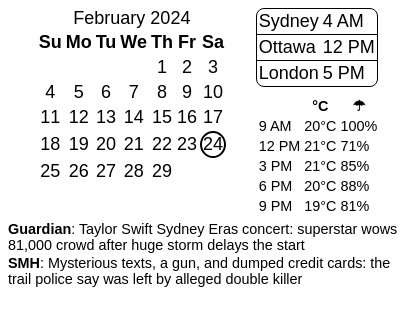 February 2024
Su Mo Tu We Th Fr Sa
1 2 3
4 5 6 7 8 9 10
11 12 13 14 15 16 17
18 19 20 21 22 23 24
25 26 27 28 29
Sydney 4 AM
Ottawa 12 PM
London 5 PM
°C ☂
9 AM 20°C 100%
12 PM 21°C 71%
3 PM 21°C 85%
6 PM 20°C 88%
9 PM 19°C 81%
Guardian: Taylor Swift Sydney Eras concert: superstar wows
81,000 crowd after huge storm delays the start
SMH: Mysterious texts, a gun, and dumped credit cards: the
trail police say was left by alleged double killer